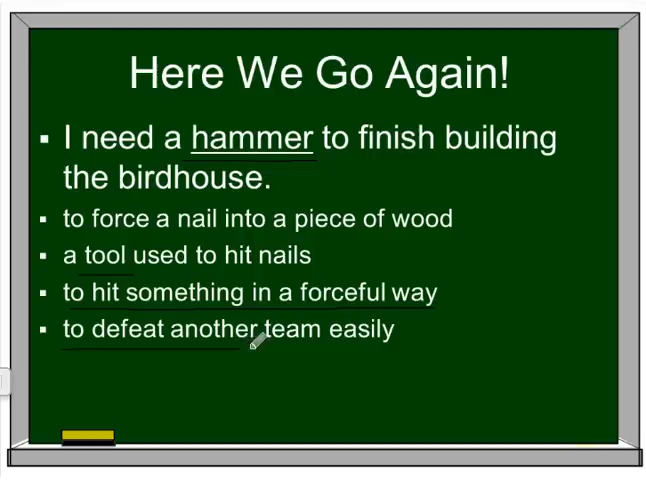 Here We Go Again!
▪ I need a hammer to finish building
the birdhouse.
▪ to force a nail into a piece of wood
▪ a tool used to hit nails
▪ to hit something in a forceful way
▪ to defeat another team easily